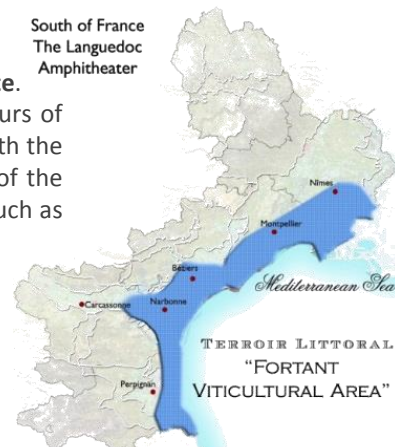 South of France
The Languedoc
Amphitheater
ce.
urs of
th the
of the
uch as
Nîmes
Montpellier
Béziers
Mediterranean Sea
Carcassonne
Narbonne
TERROIR LITTORAL
"FORTANT
VITICULTURAL AREA"
Perpignan